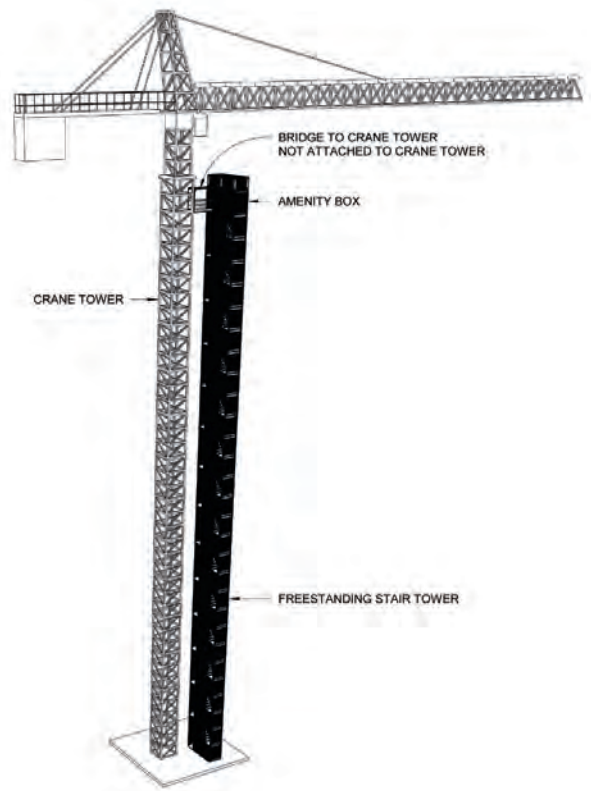 BRIDGE TO CRANE TOWER
NOT ATTACHED TO CRANE TOWER
AMENITY BOX
CRANE TOWER
FREESTANDING STAIR TOWER